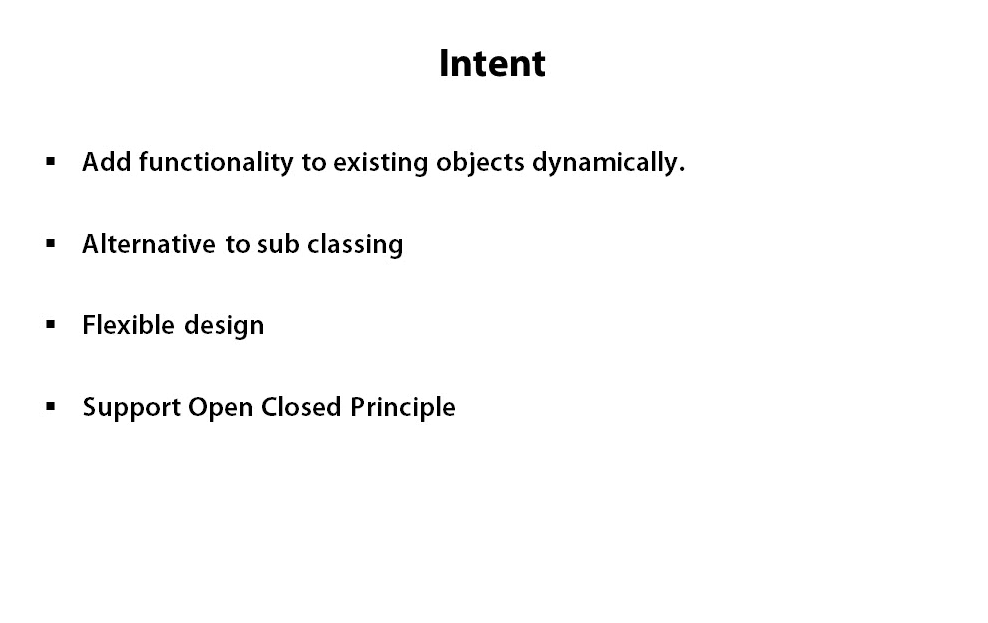 Intent
▪ Add functionality to existing objects dynamically.
▪ Alternative to sub classing
▪ Flexible design
▪ Support Open Closed Principle